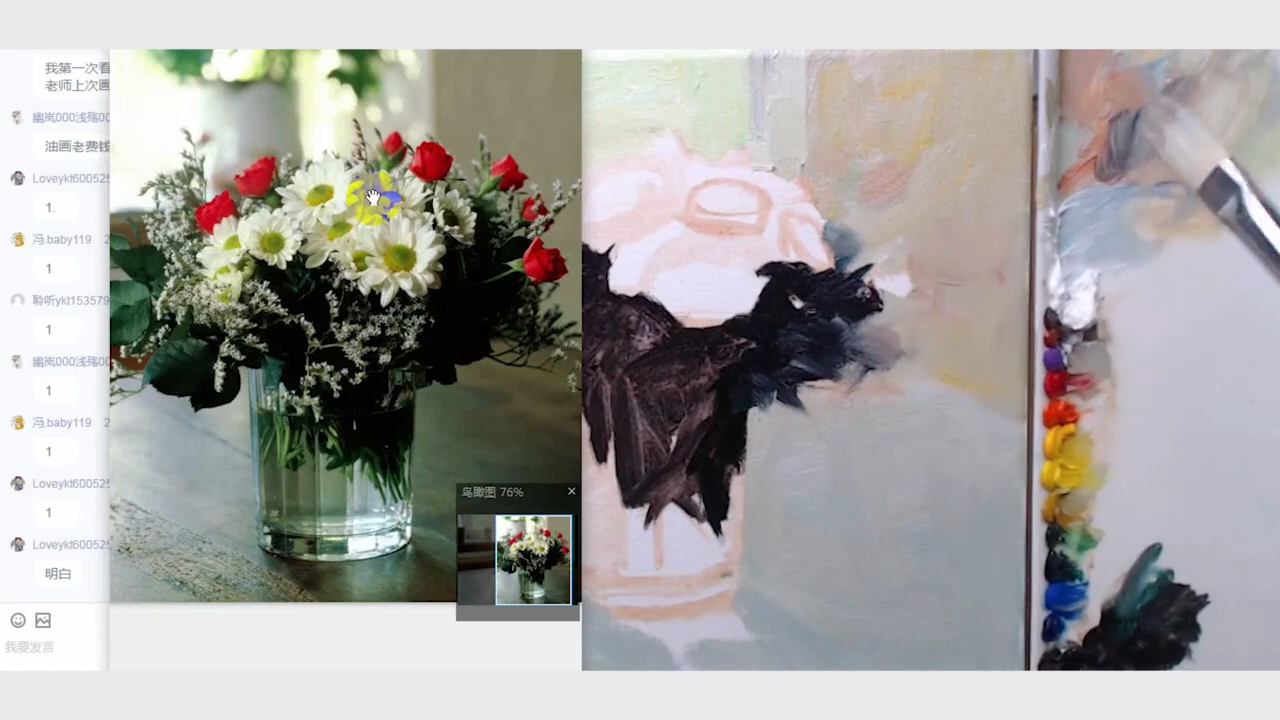 我第一次看
老师上次画
幽岚000浅殇00
油画老费钱
Loveykt600525
1.
冯.baby119 2
1
聆听ykt153579
1
幽岚000浅殇00
1
冯.baby119 2
1
Loveykt600525
1
Loveykt600525
明白
我要发言
鸟瞰图 76%